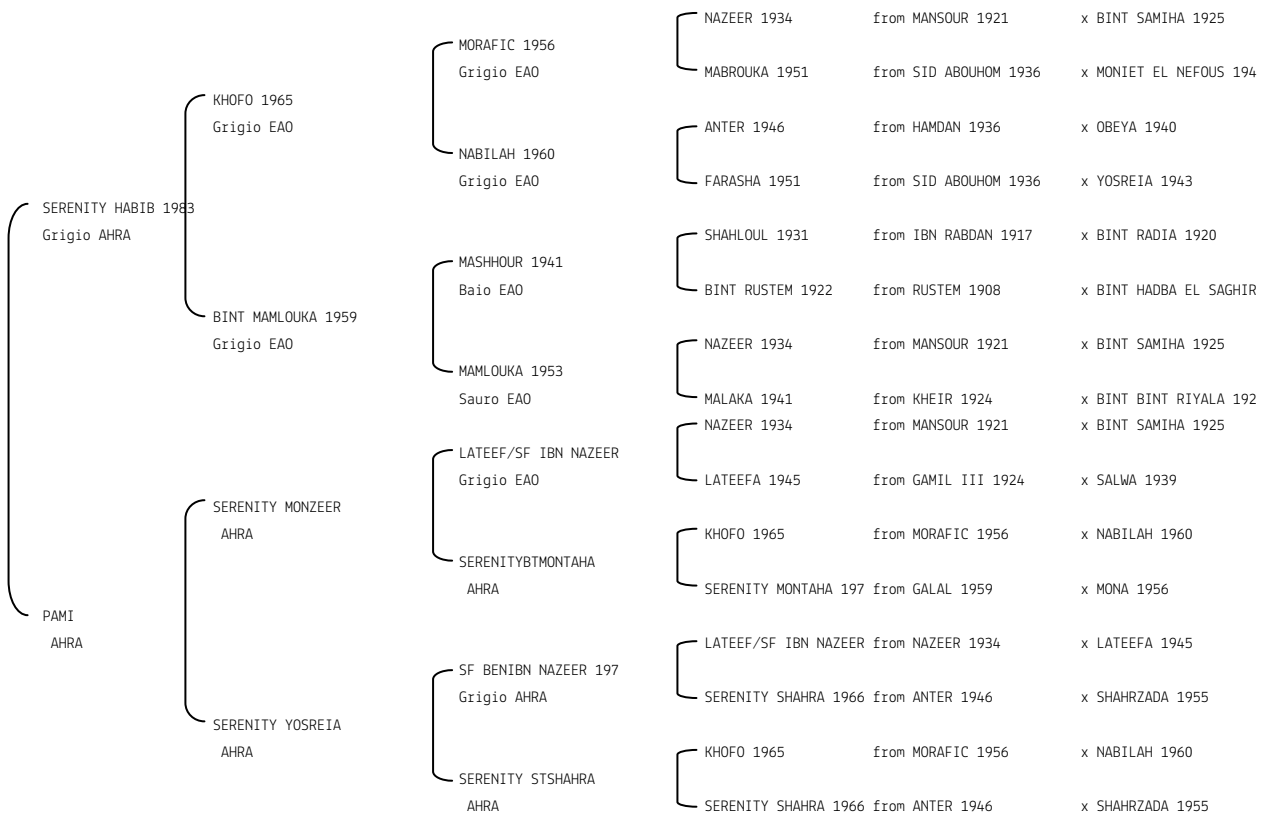 NAZEER 1934 from MANSOUR 1921 x BINT SAMIHA 1925
MORAFIC 1956
Grigio EAO
MABROUKA 1951 from SID ABOUHOM 1936 x MONIET EL NEFOUS 194
KHOFO 1965
Grigio EAO
ANTER 1946 from HAMDAN 1936 x OBEYA 1940
NABILAH 1960
Grigio EAO
FARASHA 1951 from SID ABOUHOM 1936 x YOSREIA 1943
SERENITY HABIB 1983
Grigio AHRA
SHAHLOUL 1931 from IBN RABDAN 1917 x BINT RADIA 1920
MASHHOUR 1941
Baio EAO
BINT RUSTEM 1922 from RUSTEM 1908 x BINT HADBA EL SAGHIR
BINT MAMLOUKA 1959
Grigio EAO
NAZEER 1934 from MANSOUR 1921 x BINT SAMIHA 1925
MAMLOUKA 1953
Sauro EAO
MALAKA 1941 from KHEIR 1924 x BINT BINT RIYALA 192
NAZEER 1934 from MANSOUR 1921 x BINT SAMIHA 1925
LATEEF/SF IBN NAZEER
Grigio EAO
LATEEFA 1945 from GAMIL III 1924 x SALWA 1939
SERENITY MONZEER
AHRA
KHOFO 1965 from MORAFIC 1956 x NABILAH 1960
SERENITYBTMONTAHA
AHRA
SERENITY MONTAHA 197 from GALAL 1959 x MONA 1956
PAMI
AHRA
LATEEF/SF IBN NAZEER from NAZEER 1934 x LATEEFA 1945
SF BENIBN NAZEER 197
Grigio AHRA
SERENITY SHAHRA 1966 from ANTER 1946 x SHAHRZADA 1955
SERENITY YOSREIA
AHRA
KHOFO 1965 from MORAFIC 1956 x NABILAH 1960
SERENITY STSHAHRA
AHRA
SERENITY SHAHRA 1966 from ANTER 1946 x SHAHRZADA 1955